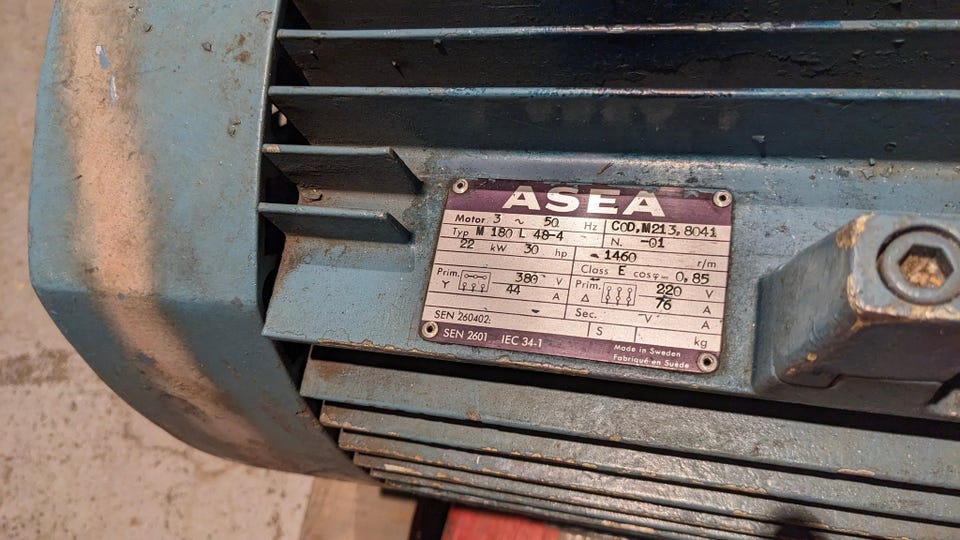 ASEA
Motor 3 ~ 50 Hz COD. M213, 8041
Typ M 180 L 48-4 N. -01
22 kW 30 hp 1460 r/m
Class E cosφ= 0,85
Prim. Y 380 V Prim. Δ 220 V
44 A 76 A
Sec. V A
SEN 260402. S kg
SEN 2601 IEC 34-1 Made in Sweden
Fabriqué en Suède